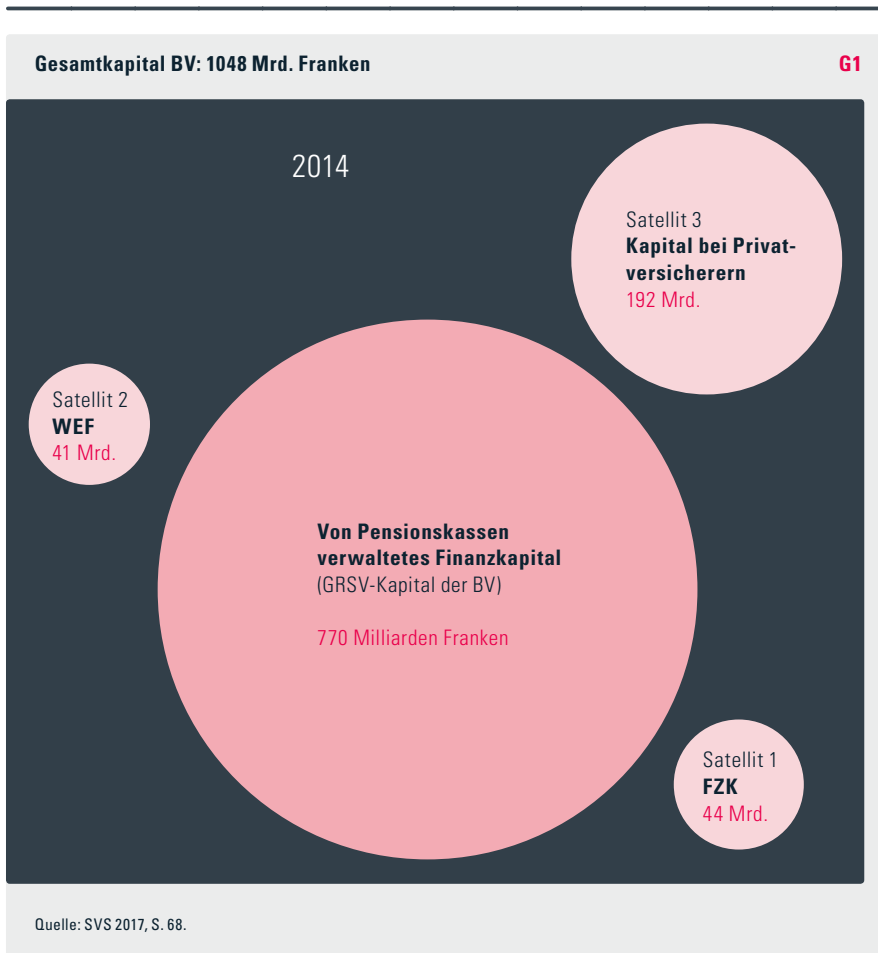 Gesamtkapital BV: 1048 Mrd. Franken
G1
2014
Satellit 3
Kapital bei Privat-
versicherern
192 Mrd.
Satellit 2
WEF
41 Mrd.
Von Pensionskassen
verwaltetes Finanzkapital
(GRSV-Kapital der BV)
770 Milliarden Franken
Satellit 1
FZK
44 Mrd.
Quelle: SVS 2017, S. 68.